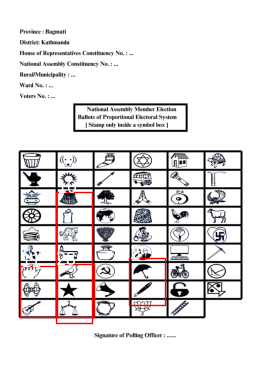 Province : Bagmati
District: Kathmandu
House of Representatives Constituency No. : ...
National Assembly Constituency No. : ...
Rural/Municipality : ...
Ward No. : ...
Voters No. : ...
National Assembly Member Election
Ballots of Proportional Electoral System
[ Stamp only inside a symbol box ]
Signature of Polling Officer : ......